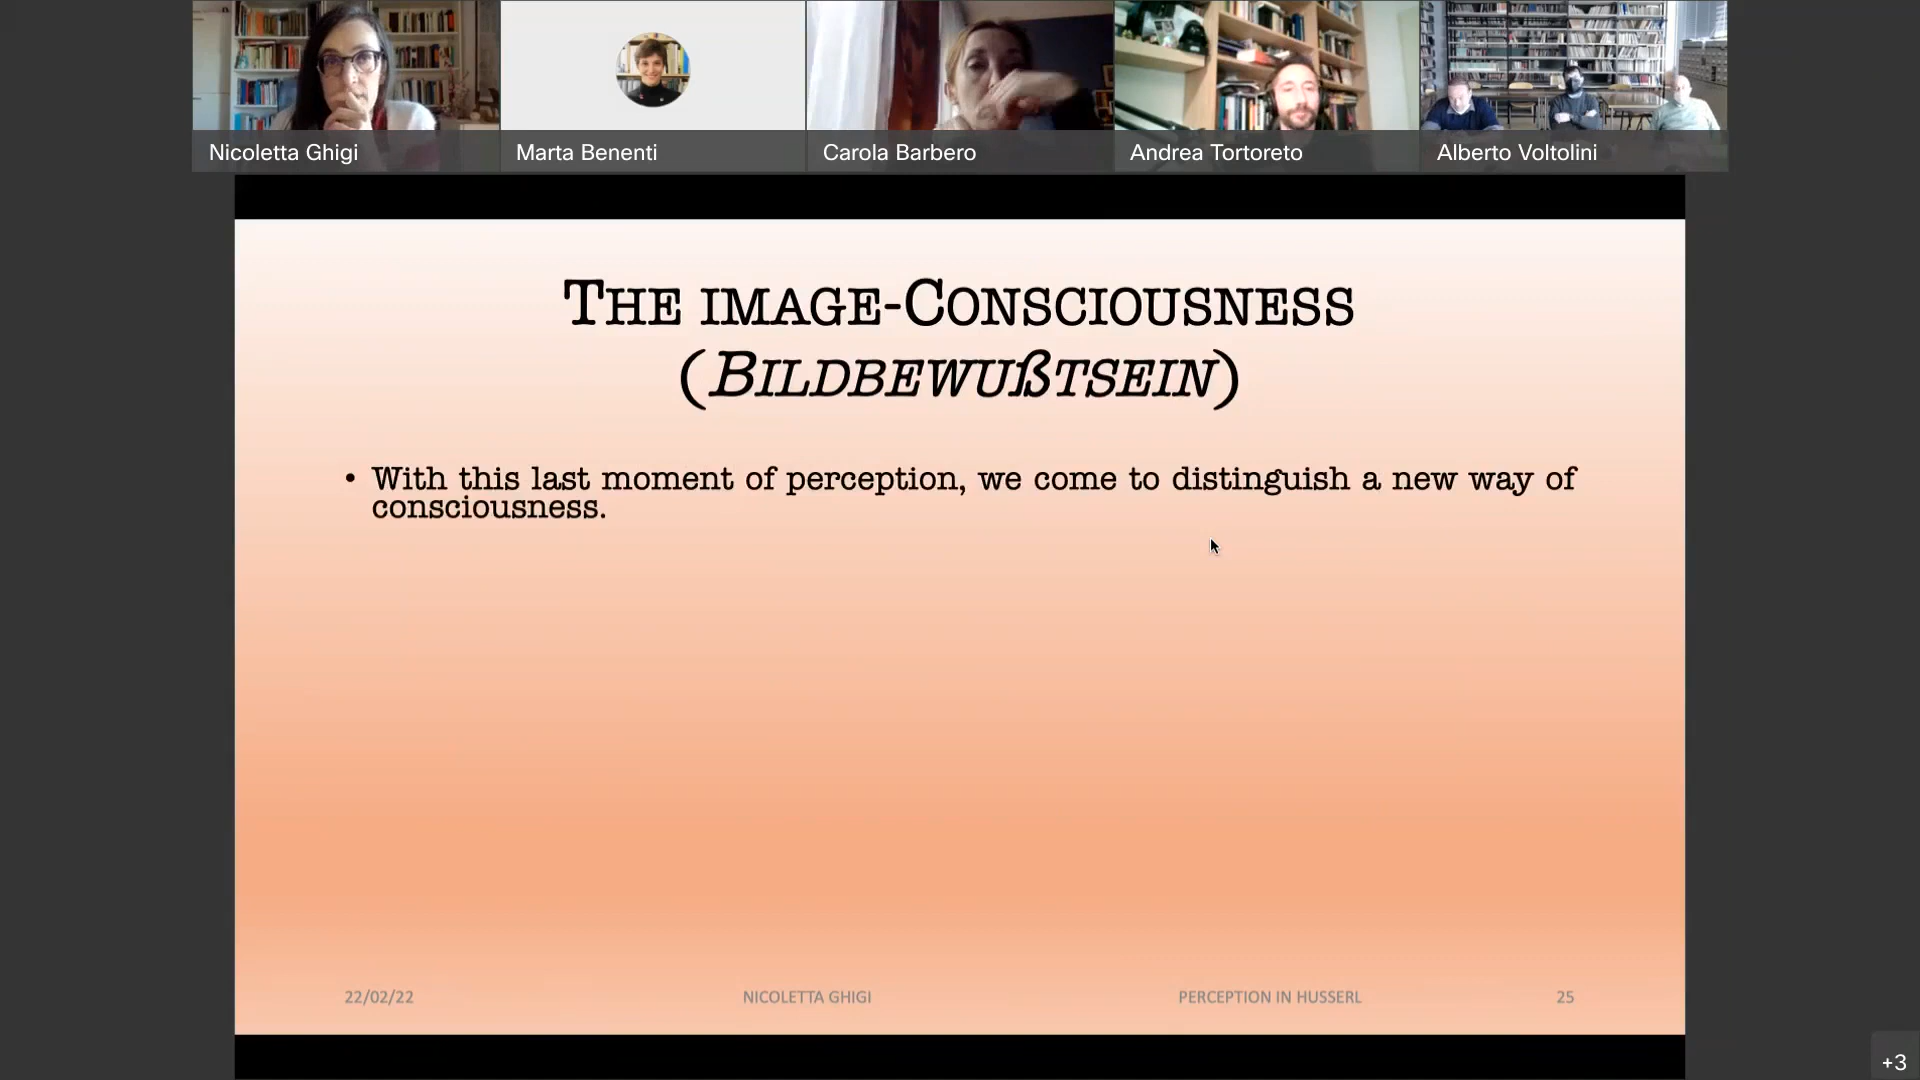 Nicoletta Ghigi
Marta Benenti
Carola Barbero
Andrea Tortoreto
Alberto Voltolini
THE IMAGE-CONSCIOUSNESS
(BILDBEWUßTSEIN)
• With this last moment of perception, we come to distinguish a new way of
consciousness.
22/02/22
NICOLETTA GHIGI
PERCEPTION IN HUSSERL
25
+3